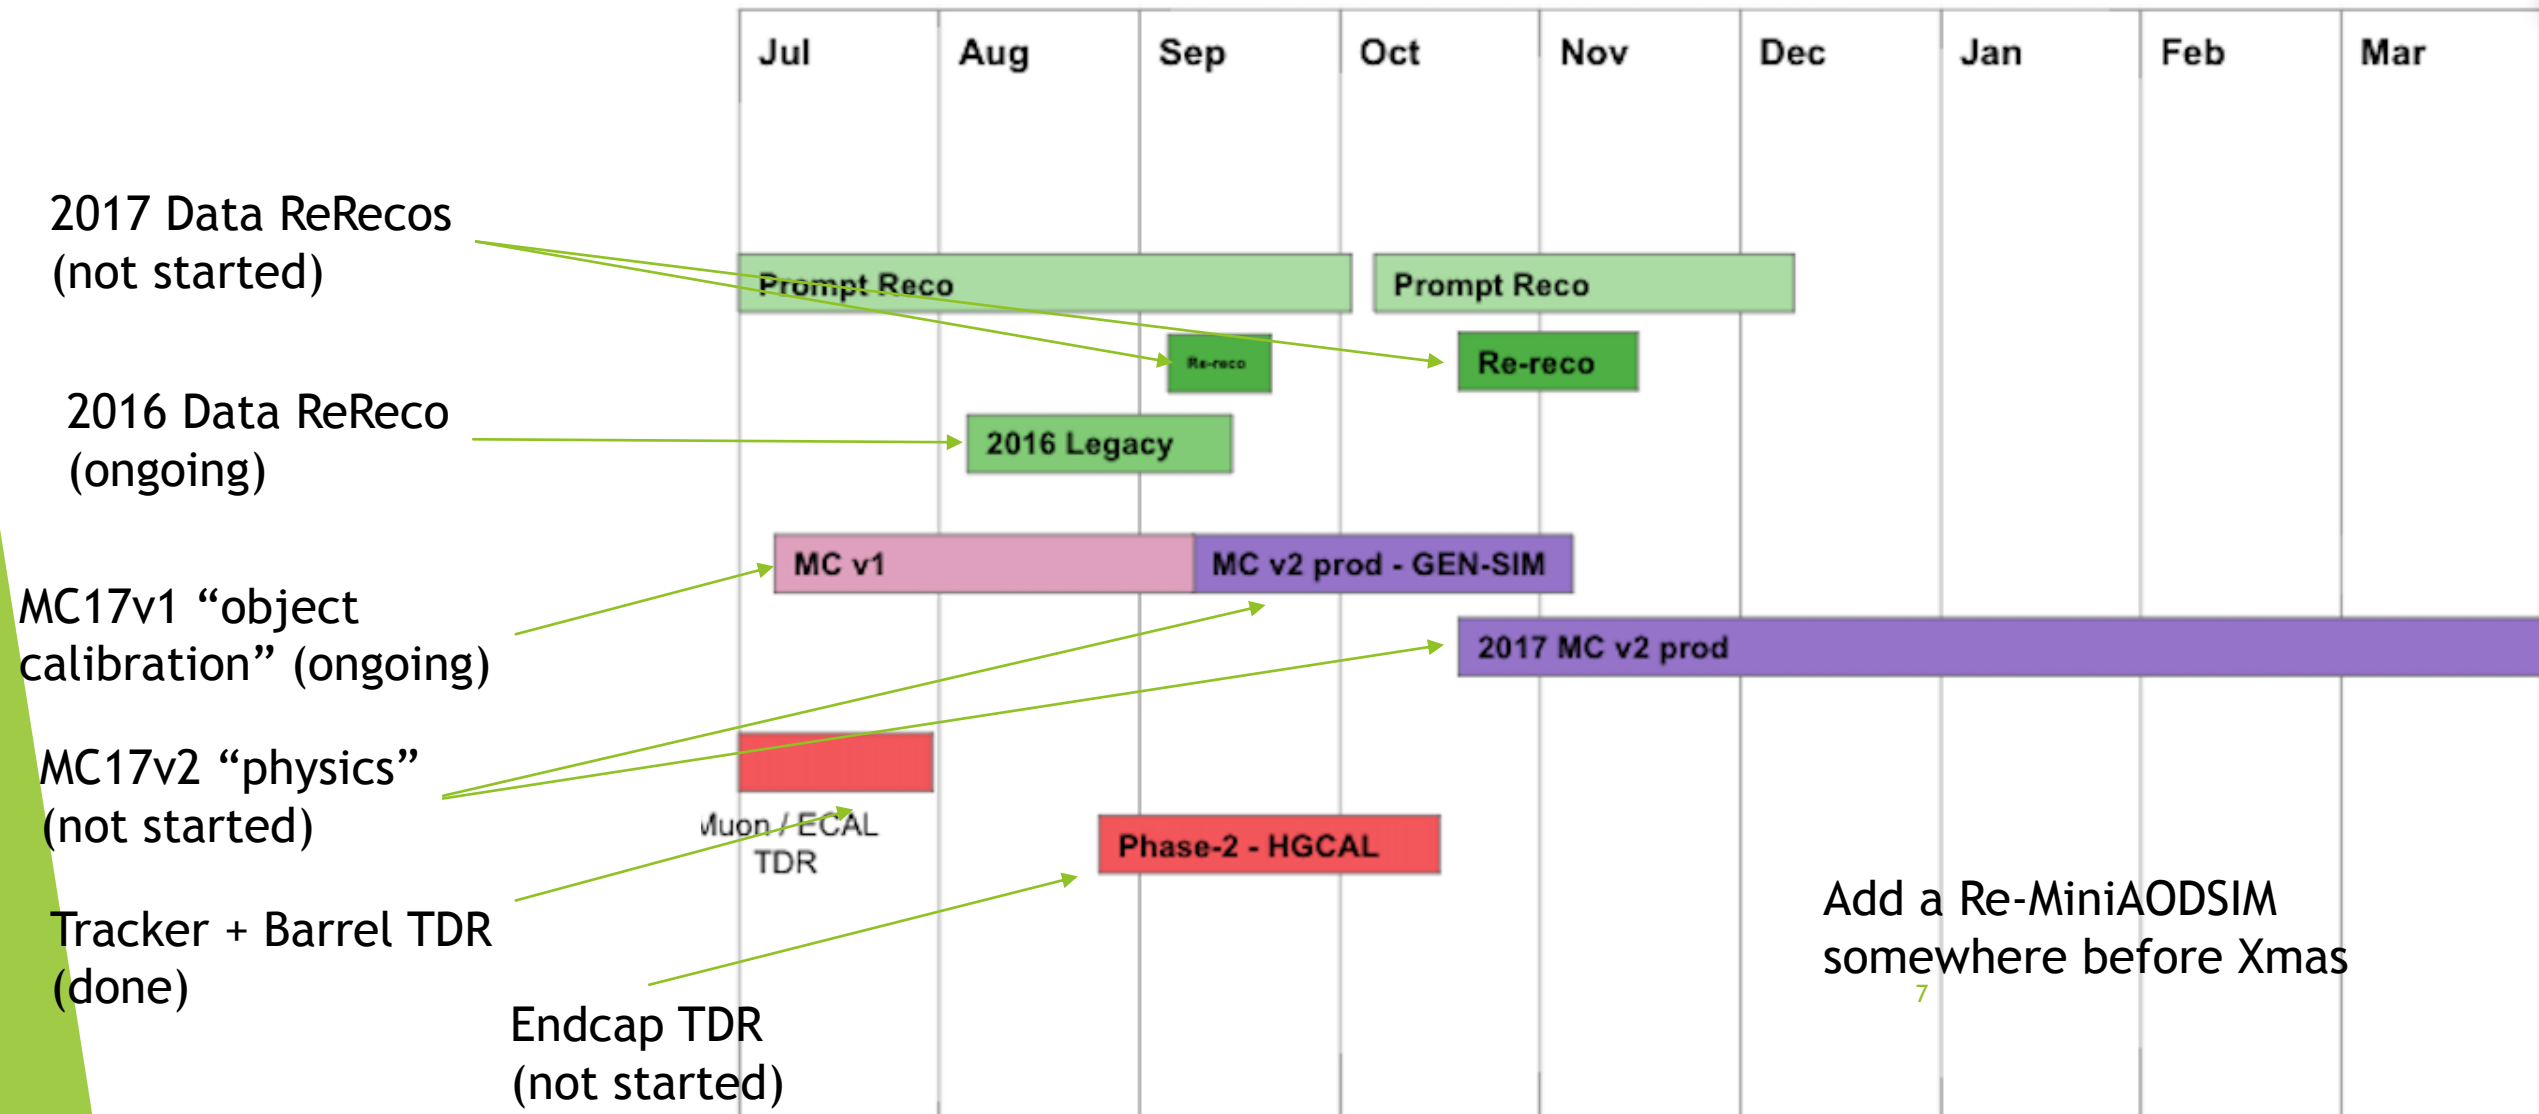 Jul Aug Sep Oct Nov Dec Jan Feb Mar
2017 Data ReRecos
(not started)
Prompt Reco
Prompt Reco
Re-reco
Re-reco
2016 Data ReReco
(ongoing)
2016 Legacy
MC v1
MC v2 prod - GEN-SIM
MC17v1 “object
calibration” (ongoing)
2017 MC v2 prod
MC17v2 “physics”
(not started)
Muon / ECAL
TDR
Phase-2 - HGCAL
Tracker + Barrel TDR
(done)
Endcap TDR
(not started)
Add a Re-MiniAODSIM
somewhere before Xmas
7